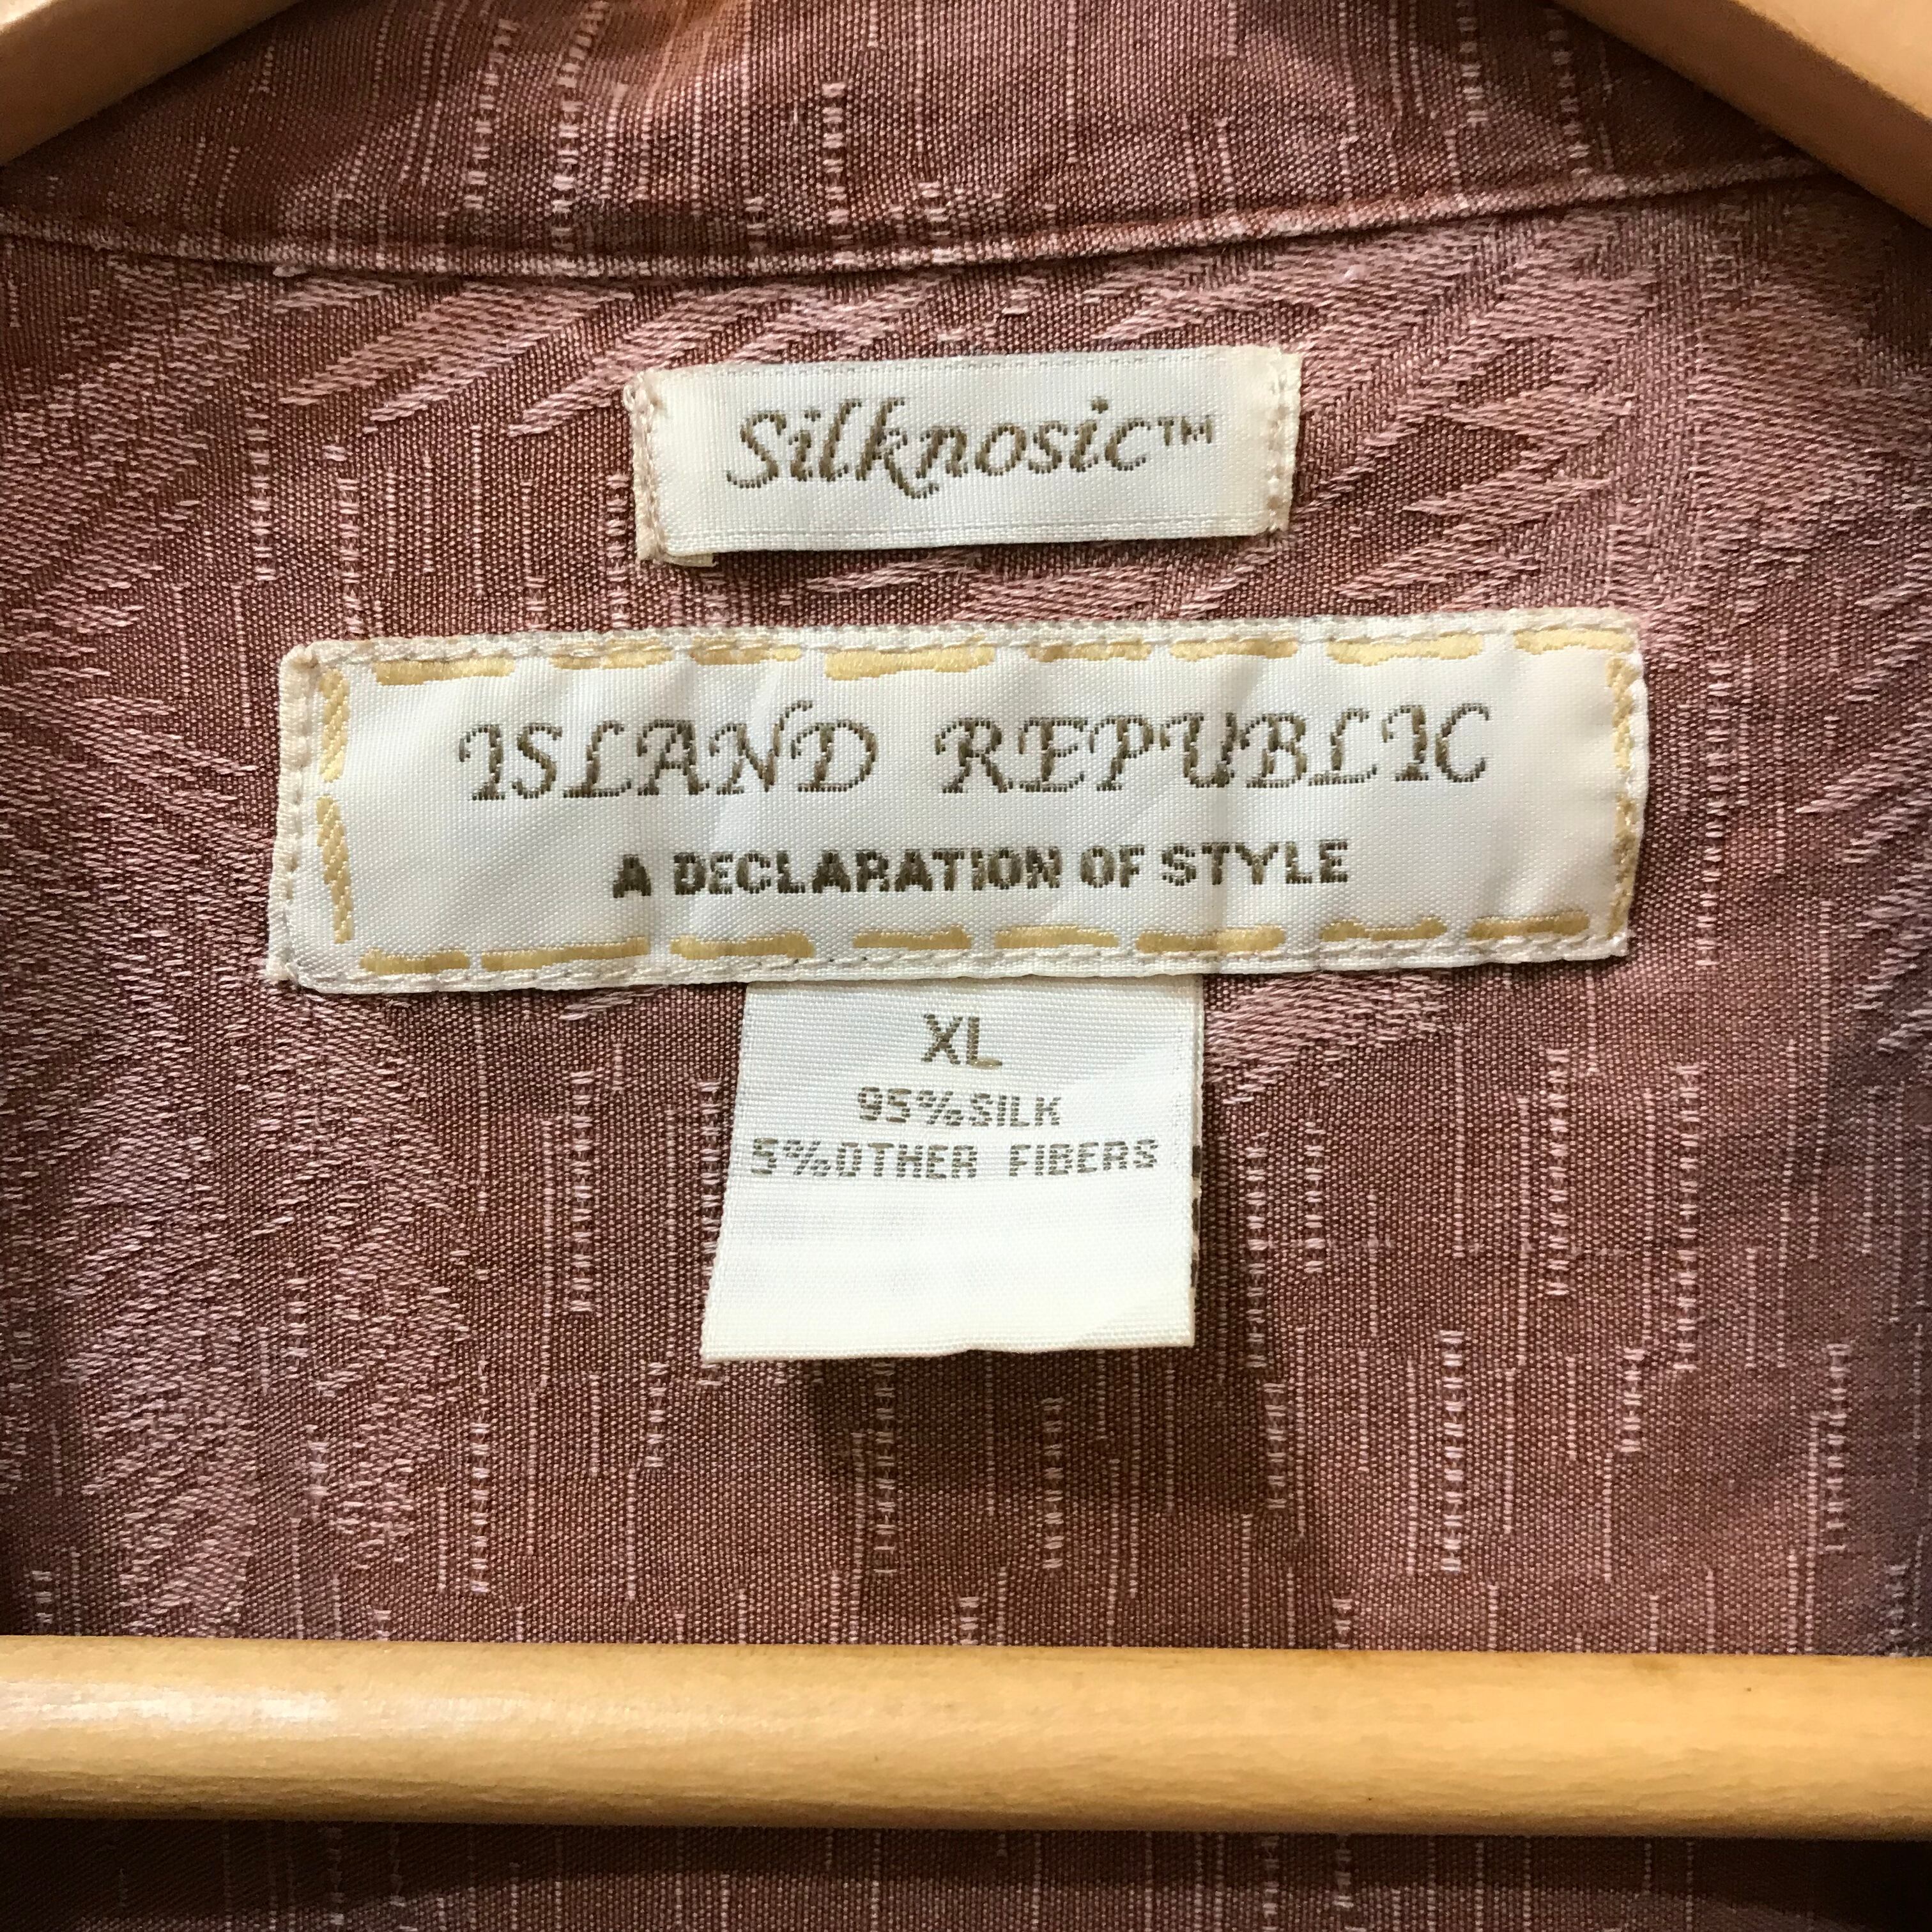 Silknosic™
ISLAND REPUBLIC
A DECLARATION OF STYLE
XL
95%SILK
5%OTHER FIBERS